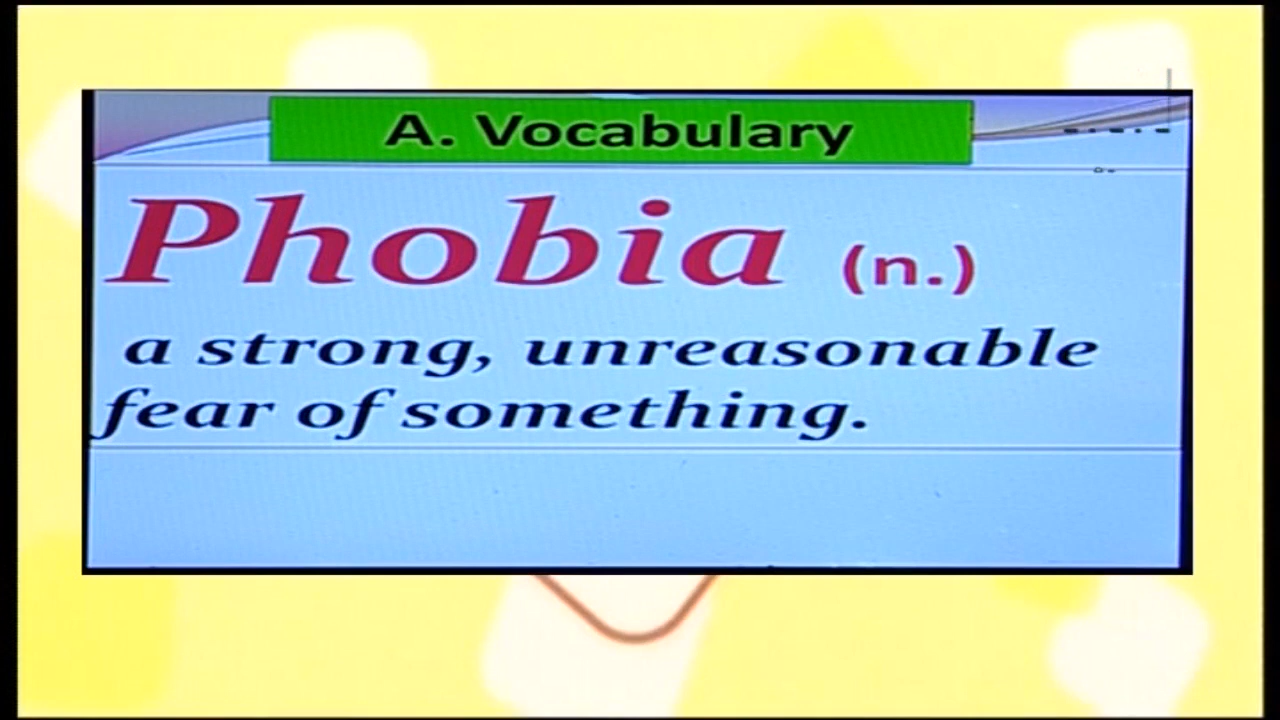 A. Vocabulary
Phobia (n.)
a strong, unreasonable
fear of something.